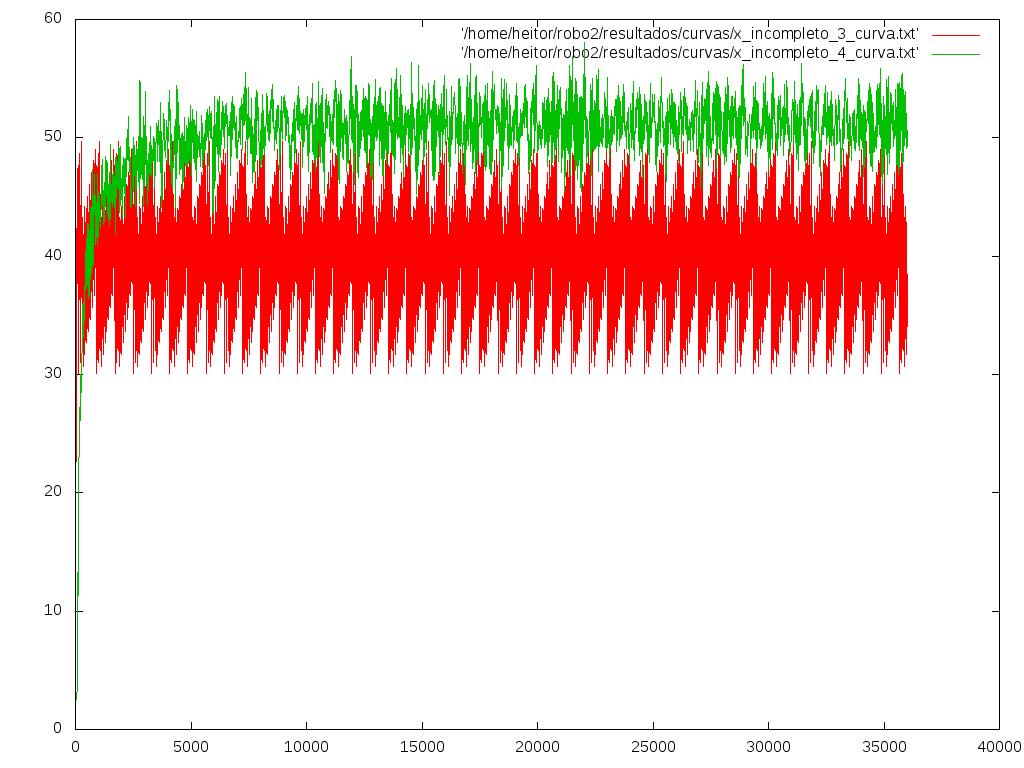 '/home/heitor/robo2/resultados/curvas/x_incompleto_3_curva.txt'
'/home/heitor/robo2/resultados/curvas/x_incompleto_4_curva.txt'
60
50
40
30
20
10
0
0 5000 10000 15000 20000 25000 30000 35000 40000